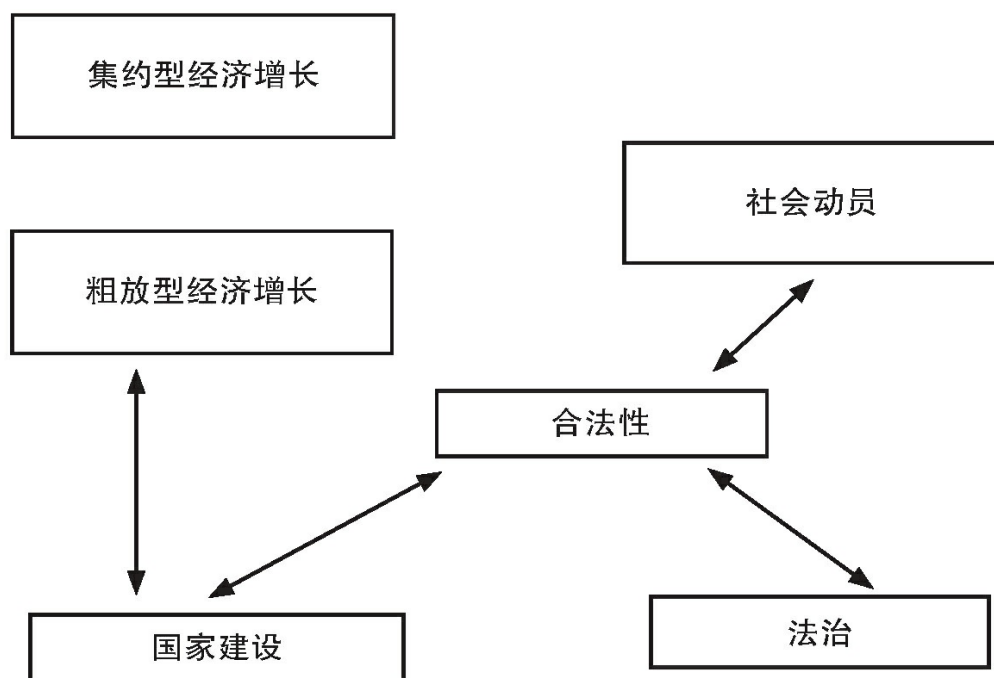 集约型经济增长
社会动员
粗放型经济增长
合法性
法治
国家建设